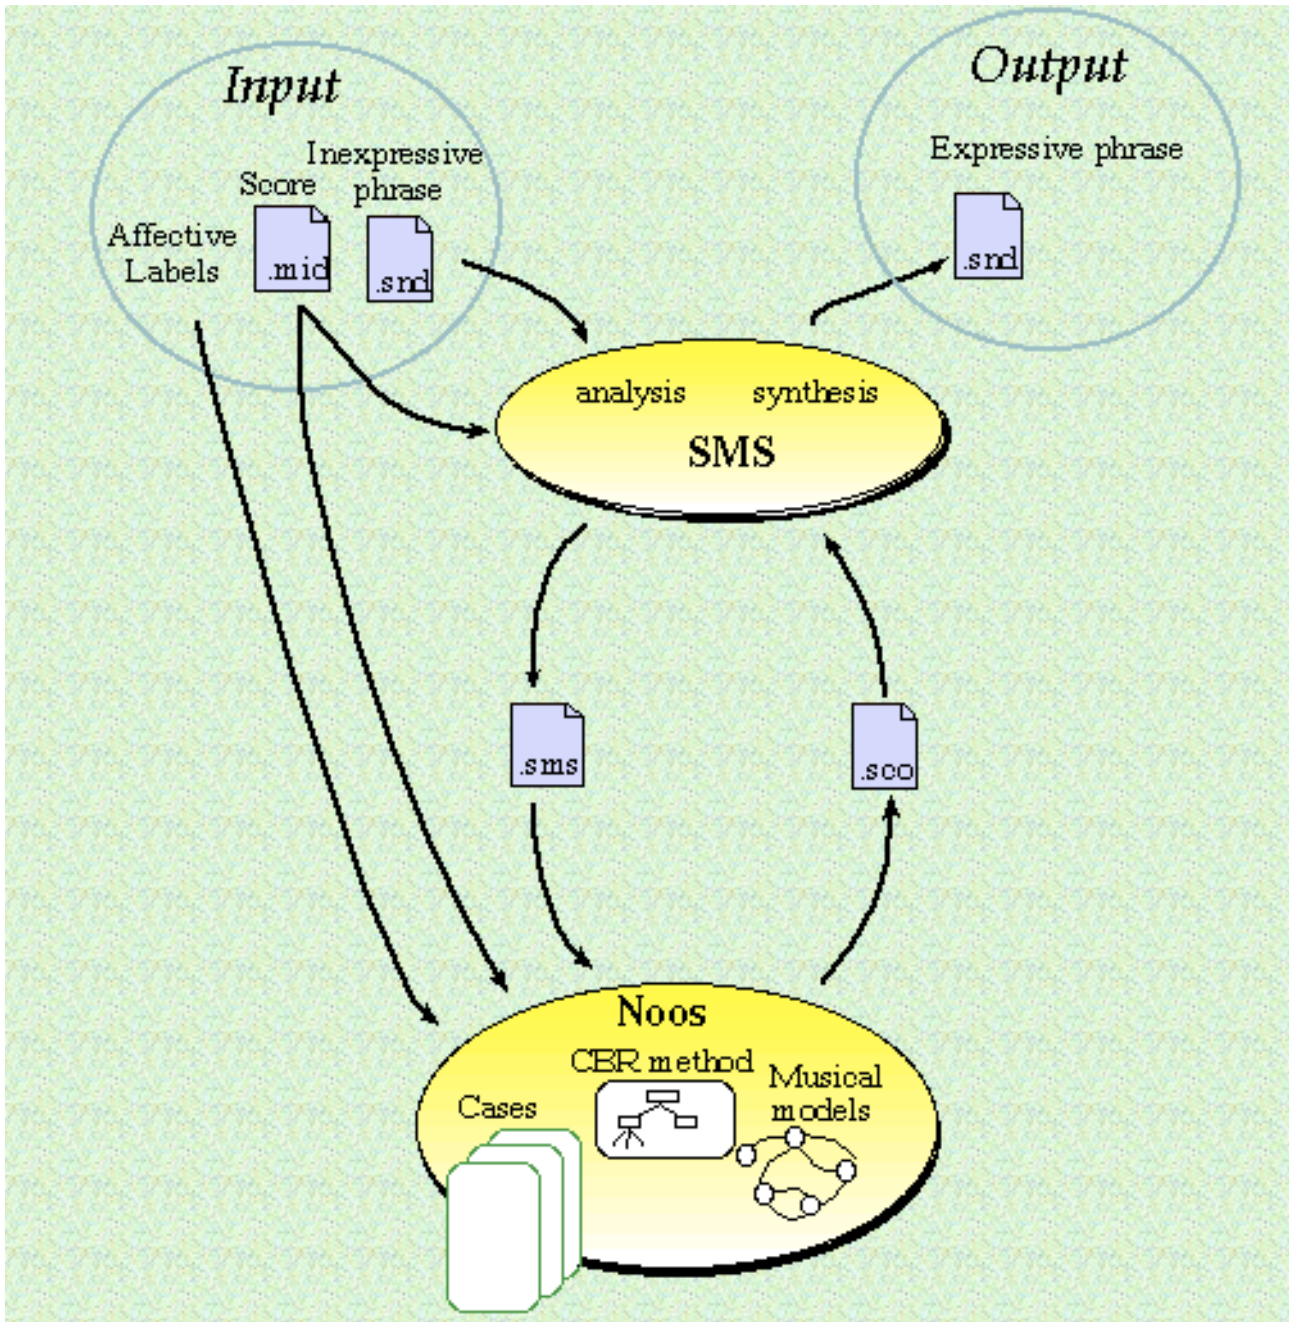 Input
Output
Inexpressive
phrase
Score
Affective
Labels
.mid
.snd
Expressive phrase
.snd
analysis
synthesis
SMS
.sms
.sco
Noos
CBR method
Cases
Musical
models